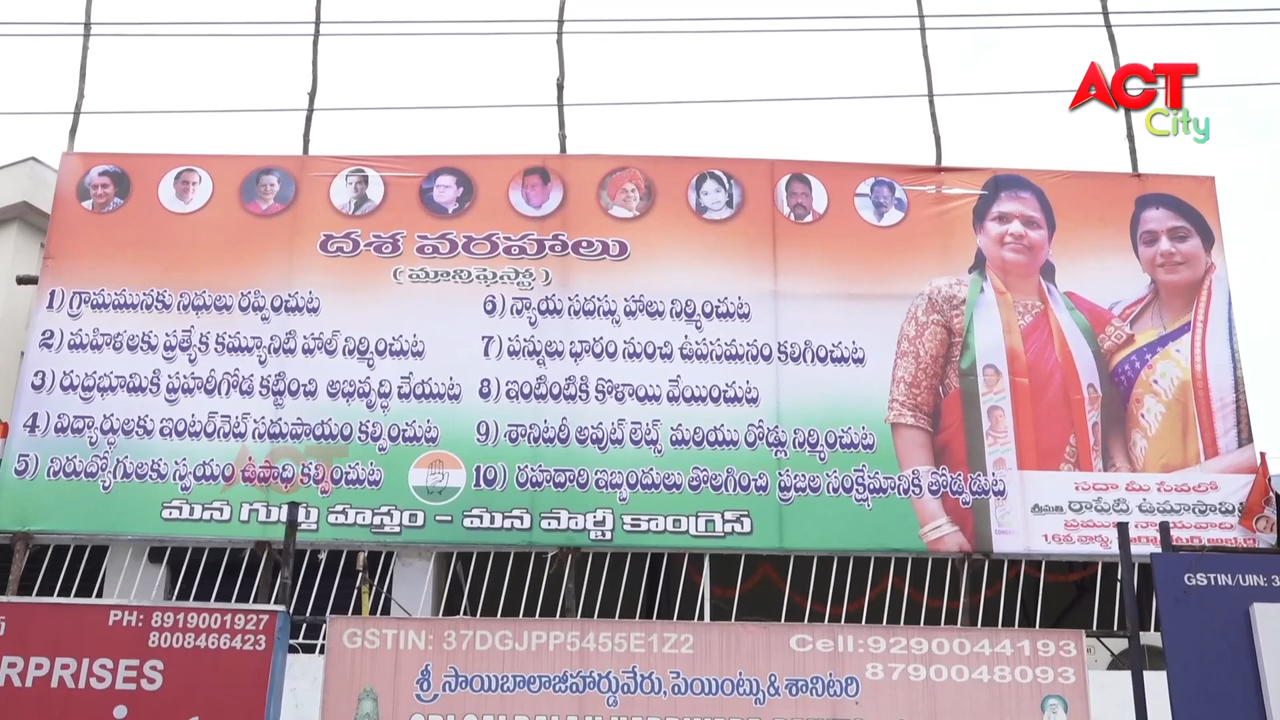 ACT
City
దశ వరహాలు
( మానిఫెస్టో )
1) గ్రామమునకు నిధులు రప్పించుట
2) మహిళలకు ప్రత్యేక కమ్యూనిటి హాల్ నిర్మించుట
3) రుద్రభూమికి ప్రహరీగోడ కట్టించి అభివృద్ధి చేయుట
4) విద్యార్ధులకు ఇంటర్‌నెట్ సదుపాయం కల్పించుట
5) నిరుద్యోగులకు స్వయం ఉపాధి కల్పించుట
6) న్యాయ సదస్సు హాలు నిర్మించుట
7) పన్నులు భారం నుంచి ఉపసమనం కలిగించుట
8) ఇంటింటికి కొళాయి వేయించుట
9) శానిటరీ అవుట్ లెట్స్ మరియు రోడ్లు నిర్మించుట
10) రహదారి ఇబ్బందులు తొలగించి ప్రజల సంక్షేమానికి తోడ్పడుట
మన గుర్తు హస్తం - మన పార్టీ కాంగ్రెస్
సదా మీ సేవలో
శ్రీమతి రాపేటి ఉమాసావిత్రి
ప్రముఖ న్యాయవాది
PH: 8919001927
8008466423
RPRISES
GSTIN: 37DGJPP5455E1Z2
Cell:9290044193
8790048093
శ్రీ సాయిబాలాజీహార్డువేరు, పెయింట్సు & శానిటరి
GSTIN/UIN: 3